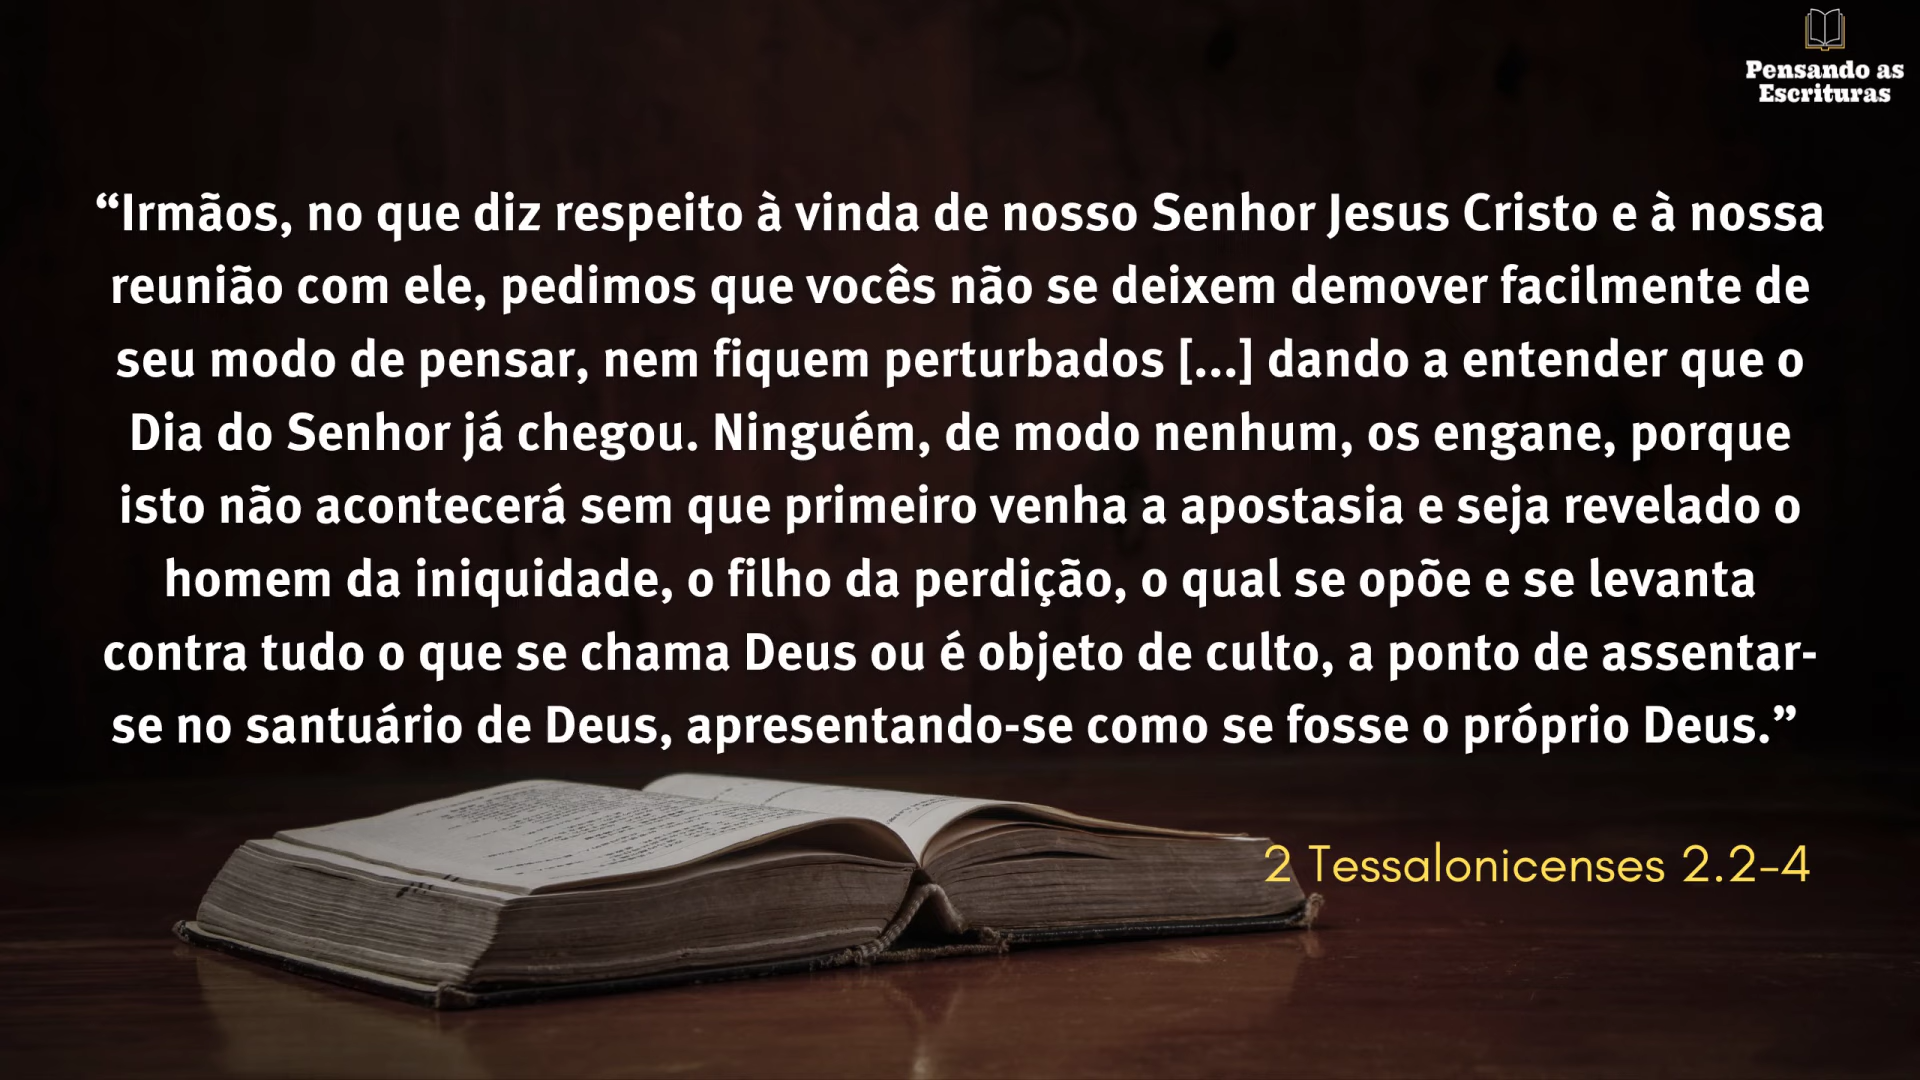 Pensando as
Escrituras
“Irmãos, no que diz respeito à vinda de nosso Senhor Jesus Cristo e à nossa
reunião com ele, pedimos que vocês não se deixem demover facilmente de
seu modo de pensar, nem fiquem perturbados [...] dando a entender que o
Dia do Senhor já chegou. Ninguém, de modo nenhum, os engane, porque
isto não acontecerá sem que primeiro venha a apostasia e seja revelado o
homem da iniquidade, o filho da perdição, o qual se opõe e se levanta
contra tudo o que se chama Deus ou é objeto de culto, a ponto de assentar-
se no santuário de Deus, apresentando-se como se fosse o próprio Deus.”
2 Tessalonicenses 2.2-4